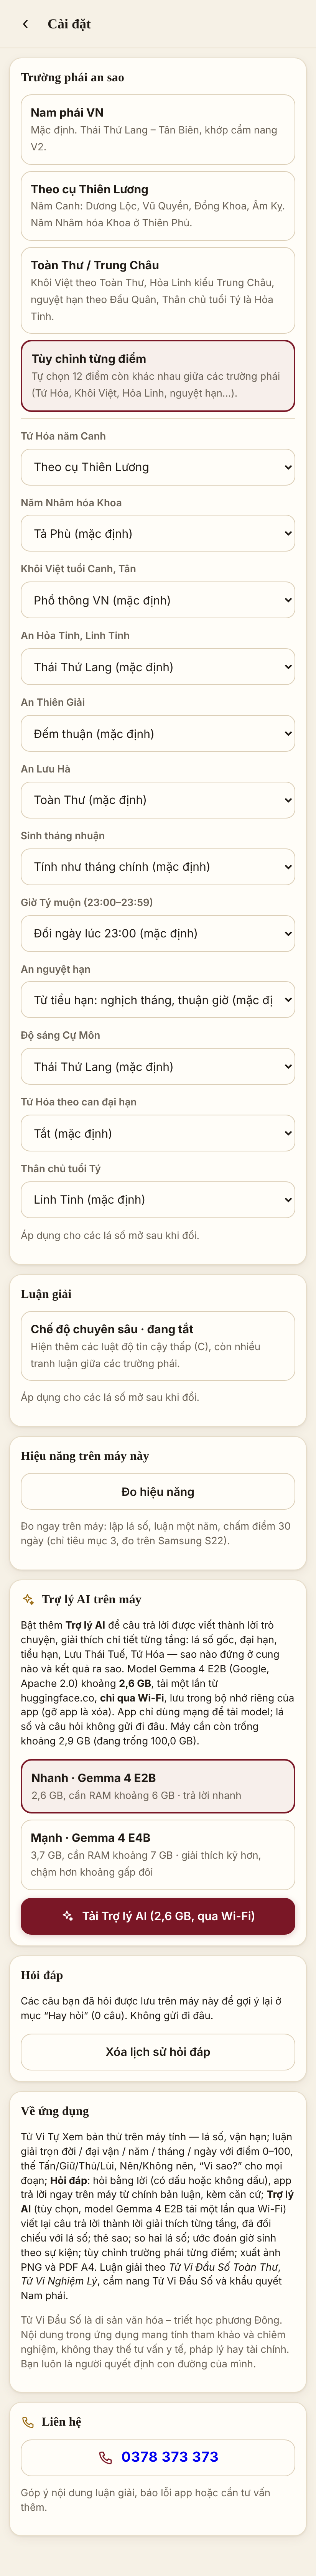 Cài đặt
Trường phái an sao
Nam phái VN
Mặc định. Thái Thứ Lang – Tân Biên, khớp cẩm nang
V2.
Theo cụ Thiên Lương
Năm Canh: Dương Lộc, Vũ Quyền, Đồng Khoa, Âm Kỵ.
Năm Nhâm hóa Khoa ở Thiên Phủ.
Toàn Thư / Trung Châu
Khôi Việt theo Toàn Thư, Hỏa Linh kiểu Trung Châu,
nguyệt hạn theo Đẩu Quân, Thân chủ tuổi Tý là Hỏa
Tinh.
Tùy chỉnh từng điểm
Tự chọn 12 điểm còn khác nhau giữa các trường phái
(Tứ Hóa, Khôi Việt, Hỏa Linh, nguyệt hạn…).
Tứ Hóa năm Canh
Theo cụ Thiên Lương
Năm Nhâm hóa Khoa
Tả Phù (mặc định)
Khôi Việt tuổi Canh, Tân
Phổ thông VN (mặc định)
An Hỏa Tinh, Linh Tinh
Thái Thứ Lang (mặc định)
An Thiên Giải
Đếm thuận (mặc định)
An Lưu Hà
Toàn Thư (mặc định)
Sinh tháng nhuận
Tính như tháng chính (mặc định)
Giờ Tý muộn (23:00–23:59)
Đổi ngày lúc 23:00 (mặc định)
An nguyệt hạn
Từ tiểu hạn: nghịch tháng, thuận giờ (mặc đị
Độ sáng Cự Môn
Thái Thứ Lang (mặc định)
Tứ Hóa theo can đại hạn
Tắt (mặc định)
Thân chủ tuổi Tý
Linh Tinh (mặc định)
Áp dụng cho các lá số mở sau khi đổi.
Luận giải
Chế độ chuyên sâu · đang tắt
Hiện thêm các luật độ tin cậy thấp (C), còn nhiều
tranh luận giữa các trường phái.
Áp dụng cho các lá số mở sau khi đổi.
Hiệu năng trên máy này
Đo hiệu năng
Đo ngay trên máy: lập lá số, luận một năm, chấm điểm 30
ngày (chỉ tiêu mục 3, đo trên Samsung S22).
Trợ lý AI trên máy
Bật thêm Trợ lý AI để câu trả lời được viết thành lời trò
chuyện, giải thích chi tiết từng tầng: lá số gốc, đại hạn,
tiểu hạn, Lưu Thái Tuế, Tứ Hóa — sao nào đứng ở cung
nào và kết quả ra sao. Model Gemma 4 E2B (Google,
Apache 2.0) khoảng 2,6 GB, tải một lần từ
huggingface.co, chỉ qua Wi-Fi, lưu trong bộ nhớ riêng của
app (gỡ app là xóa). App chỉ dùng mạng để tải model; lá
số và câu hỏi không gửi đi đâu. Máy cần còn trống
khoảng 2,9 GB (đang trống 100,0 GB).
Nhanh · Gemma 4 E2B
2,6 GB, cần RAM khoảng 6 GB · trả lời nhanh
Mạnh · Gemma 4 E4B
3,7 GB, cần RAM khoảng 7 GB · giải thích kỹ hơn,
chậm hơn khoảng gấp đôi
Tải Trợ lý AI (2,6 GB, qua Wi-Fi)
Hỏi đáp
Các câu bạn đã hỏi được lưu trên máy này để gợi ý lại ở
mục “Hay hỏi” (0 câu). Không gửi đi đâu.
Xóa lịch sử hỏi đáp
Về ứng dụng
Tử Vi Tự Xem bản thử trên máy tính — lá số, vận hạn; luận
giải trọn đời / đại vận / năm / tháng / ngày với điểm 0–100,
thế Tấn/Giữ/Thủ/Lùi, Nên/Không nên, “Vì sao?” cho mọi
đoạn; Hỏi đáp: hỏi bằng lời (có dấu hoặc không dấu), app
trả lời ngay trên máy từ chính bản luận, kèm căn cứ; Trợ lý
AI (tùy chọn, model Gemma 4 E2B tải một lần qua Wi-Fi)
viết lại câu trả lời thành lời giải thích từng tầng, đã đối
chiếu với lá số; thẻ sao; so hai lá số; ước đoán giờ sinh
theo sự kiện; tùy chỉnh trường phái từng điểm; xuất ảnh
PNG và PDF A4. Luận giải theo Tử Vi Đẩu Số Toàn Thư,
Tử Vi Nghiệm Lý, cẩm nang Tử Vi Đẩu Số và khẩu quyết
Nam phái.
Tử Vi Đẩu Số là di sản văn hóa – triết học phương Đông.
Nội dung trong ứng dụng mang tính tham khảo và chiêm
nghiệm, không thay thế tư vấn y tế, pháp lý hay tài chính.
Bạn luôn là người quyết định con đường của mình.
Liên hệ
0378 373 373
Góp ý nội dung luận giải, báo lỗi app hoặc cần tư vấn
thêm.